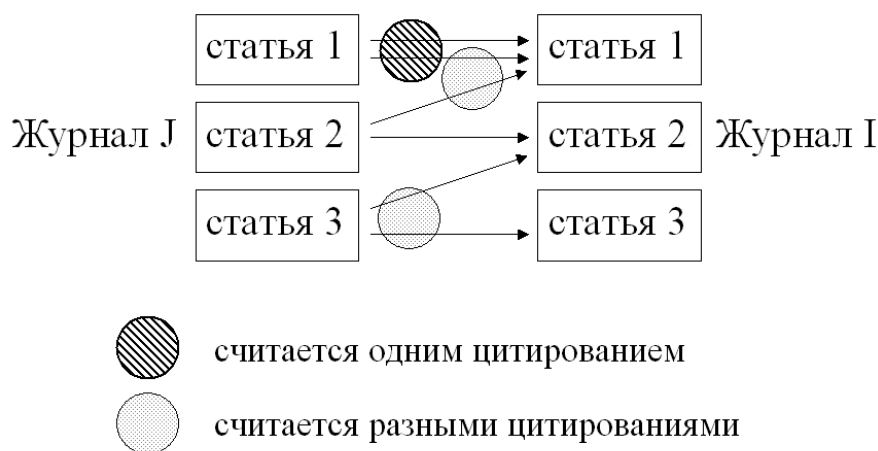 статья 1 статья 1
Журнал J статья 2 статья 2 Журнал I
статья 3 статья 3
считается одним цитированием
считается разными цитированиями